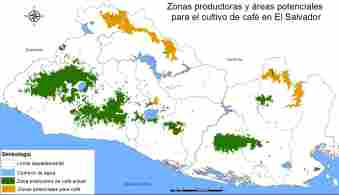 Zonas productoras y áreas potenciales
para el cultivo de café en El Salvador
Simbología
Límite departamental
Cuerpos de agua
Zona productora de café actual
Zonas potenciales para café